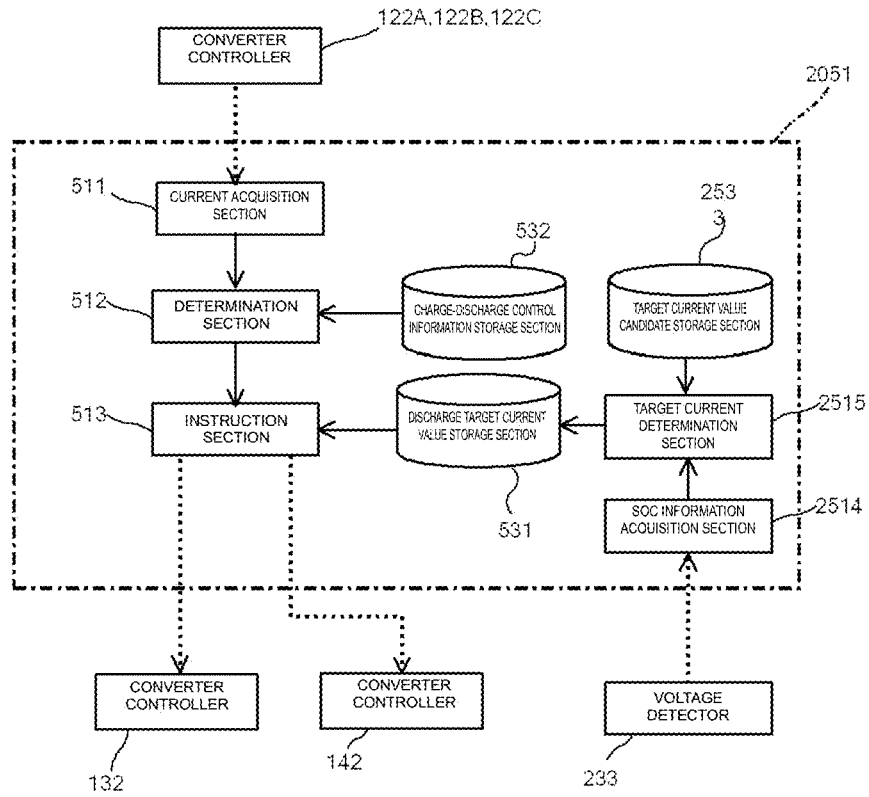 122A,122B,122C
CONVERTER
CONTROLLER
2051
511
CURRENT ACQUISITION
SECTION
253
3
532
512
DETERMINATION
SECTION
CHARGE-DISCHARGE CONTROL
INFORMATION STORAGE SECTION
TARGET CURRENT VALUE
CANDIDATE STORAGE SECTION
513
INSTRUCTION
SECTION
DISCHARGE TARGET CURRENT
VALUE STORAGE SECTION
TARGET CURRENT
DETERMINATION
SECTION
2515
531
SOC INFORMATION
ACQUISITION SECTION
2514
CONVERTER
CONTROLLER
CONVERTER
CONTROLLER
VOLTAGE
DETECTOR
132
142
233